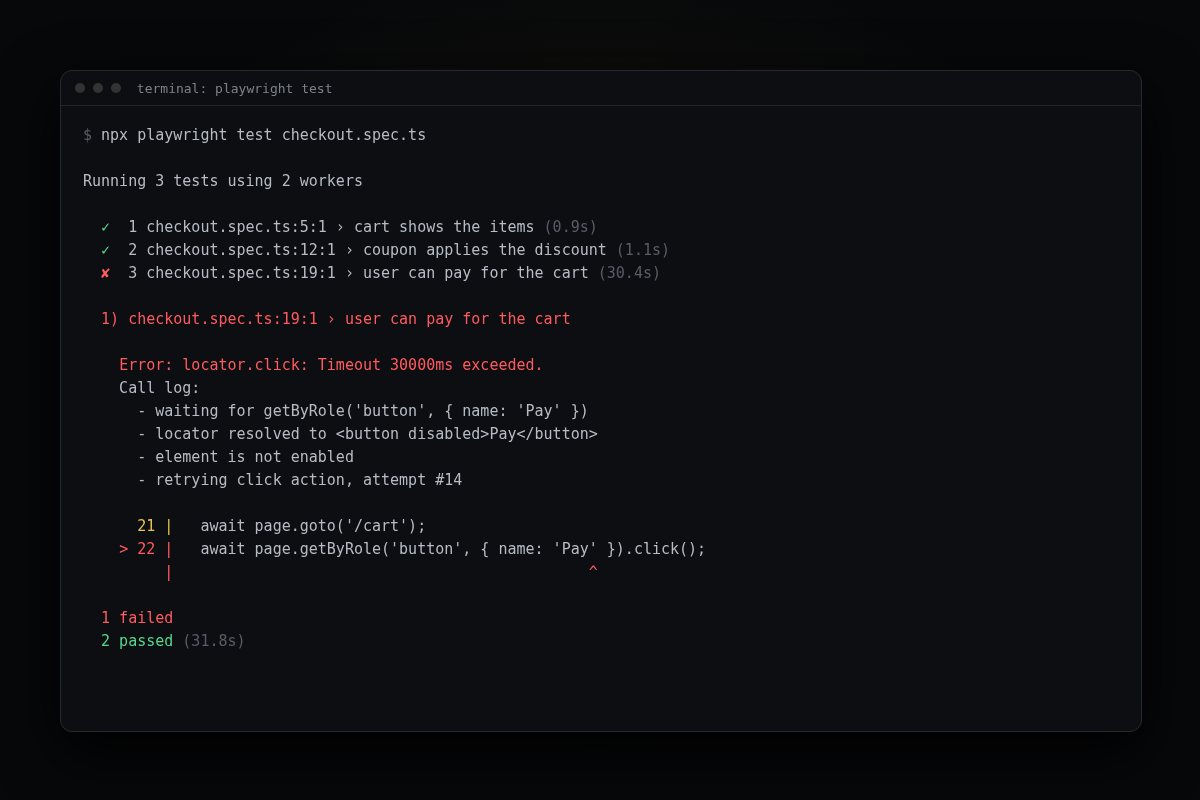 terminal: playwright test
$ npx playwright test checkout.spec.ts
Running 3 tests using 2 workers
✓  1 checkout.spec.ts:5:1 › cart shows the items (0.9s)
✓  2 checkout.spec.ts:12:1 › coupon applies the discount (1.1s)
✘  3 checkout.spec.ts:19:1 › user can pay for the cart (30.4s)
1) checkout.spec.ts:19:1 › user can pay for the cart
Error: locator.click: Timeout 30000ms exceeded.
Call log:
- waiting for getByRole('button', { name: 'Pay' })
- locator resolved to <button disabled>Pay</button>
- element is not enabled
- retrying click action, attempt #14
21 |   await page.goto('/cart');
> 22 |   await page.getByRole('button', { name: 'Pay' }).click();
|                                              ^
1 failed
2 passed (31.8s)